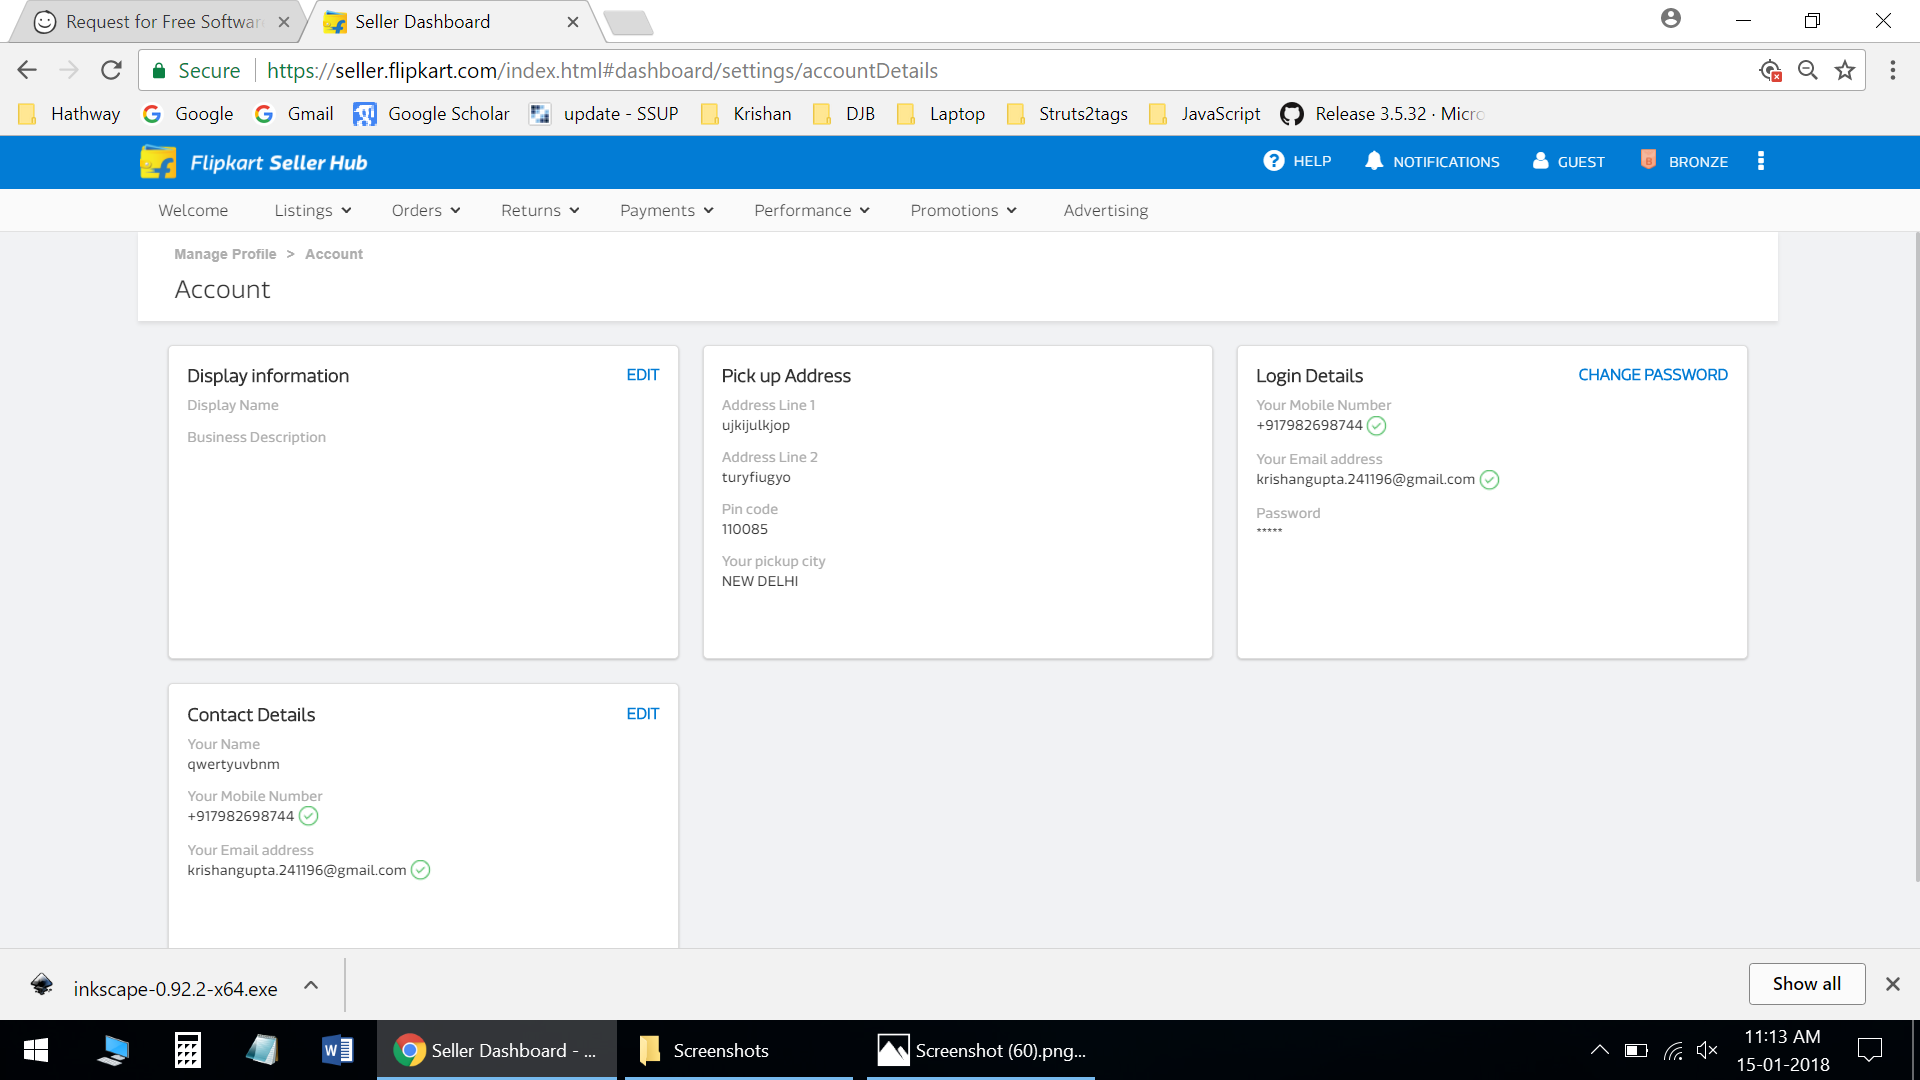 Request for Free Softwar
Seller Dashboard
Secure
https://seller.flipkart.com/index.html#dashboard/settings/accountDetails
Hathway
Google
Gmail
Google Scholar
update - SSUP
Krishan
DJB
Laptop
Struts2tags
JavaScript
Release 3.5.32 · Micro
Flipkart Seller Hub
HELP
NOTIFICATIONS
GUEST
BRONZE
Welcome
Listings
Orders
Returns
Payments
Performance
Promotions
Advertising
Manage Profile > Account
Account
Display information
EDIT
Display Name
Business Description
Pick up Address
Address Line 1
ujkijulkjop
Address Line 2
turyfiugyo
Pin code
110085
Your pickup city
NEW DELHI
Login Details
CHANGE PASSWORD
Your Mobile Number
+917982698744
Your Email address
krishangupta.241196@gmail.com
Password
*****
Contact Details
EDIT
Your Name
qwertyuvbnm
Your Mobile Number
+917982698744
Your Email address
krishangupta.241196@gmail.com
inkscape-0.92.2-x64.exe
Show all
Seller Dashboard - ...
Screenshots
Screenshot (60).png...
11:13 AM
15-01-2018